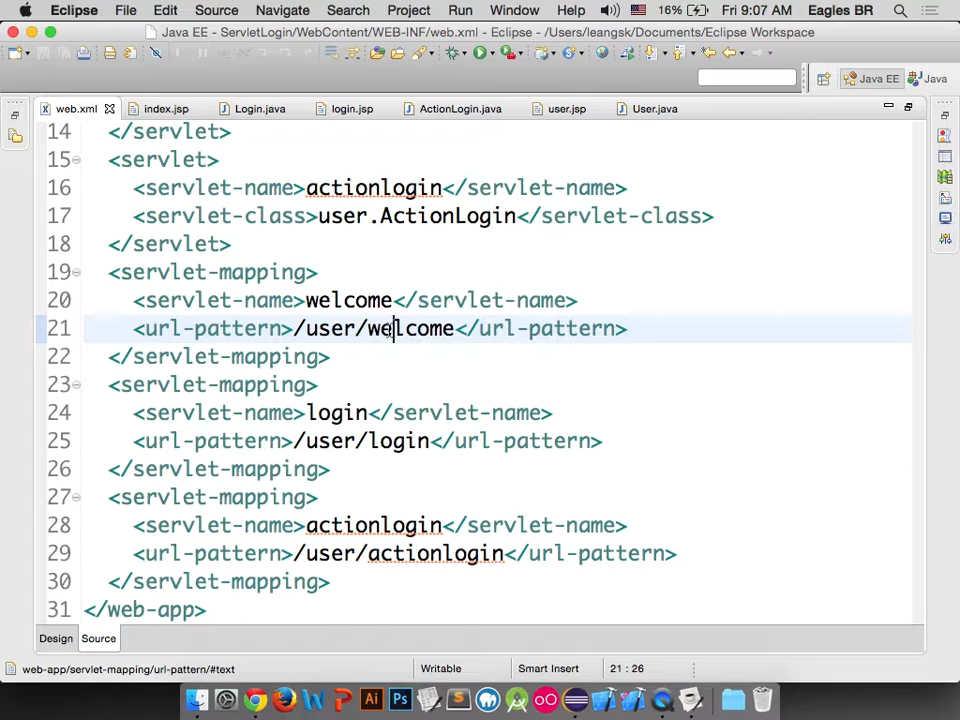 Eclipse File Edit Source Navigate Search Project Run Window Help 16% Fri 9:07 AM Eagles BR
Java EE - ServletLogin/WebContent/WEB-INF/web.xml - Eclipse - /Users/leangsk/Documents/Eclipse Workspace
Java EE Java
web.xml index.jsp Login.java login.jsp ActionLogin.java user.jsp User.java
14 </servlet>
15 <servlet>
16 <servlet-name>actionlogin</servlet-name>
17 <servlet-class>user.ActionLogin</servlet-class>
18 </servlet>
19 <servlet-mapping>
20 <servlet-name>welcome</servlet-name>
21 <url-pattern>/user/welcome</url-pattern>
22 </servlet-mapping>
23 <servlet-mapping>
24 <servlet-name>login</servlet-name>
25 <url-pattern>/user/login</url-pattern>
26 </servlet-mapping>
27 <servlet-mapping>
28 <servlet-name>actionlogin</servlet-name>
29 <url-pattern>/user/actionlogin</url-pattern>
30 </servlet-mapping>
31 </web-app>
Design Source
web-app/servlet-mapping/url-pattern/#text Writable Smart Insert 21 : 26
W P Ai Ps S